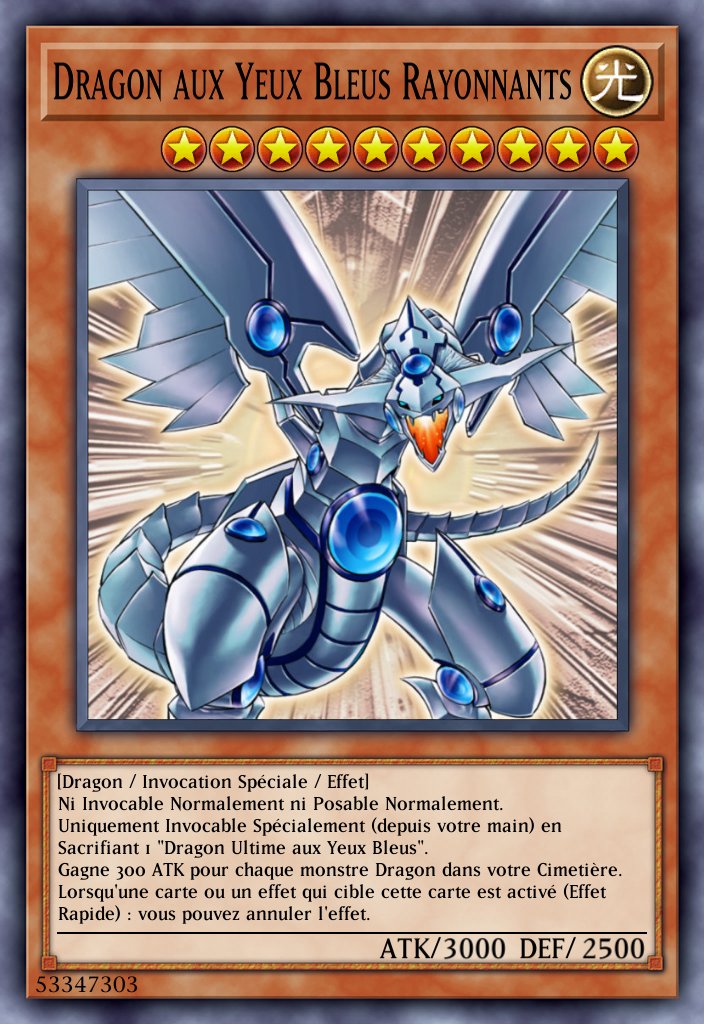 Dragon aux Yeux Bleus Rayonnants
光
[Dragon / Invocation Spéciale / Effet]
Ni Invocable Normalement ni Posable Normalement.
Uniquement Invocable Spécialement (depuis votre main) en
Sacrifiant 1 "Dragon Ultime aux Yeux Bleus".
Gagne 300 ATK pour chaque monstre Dragon dans votre Cimetière.
Lorsqu'une carte ou un effet qui cible cette carte est activé (Effet
Rapide) : vous pouvez annuler l'effet.
ATK/3000 DEF/ 2500
53347303